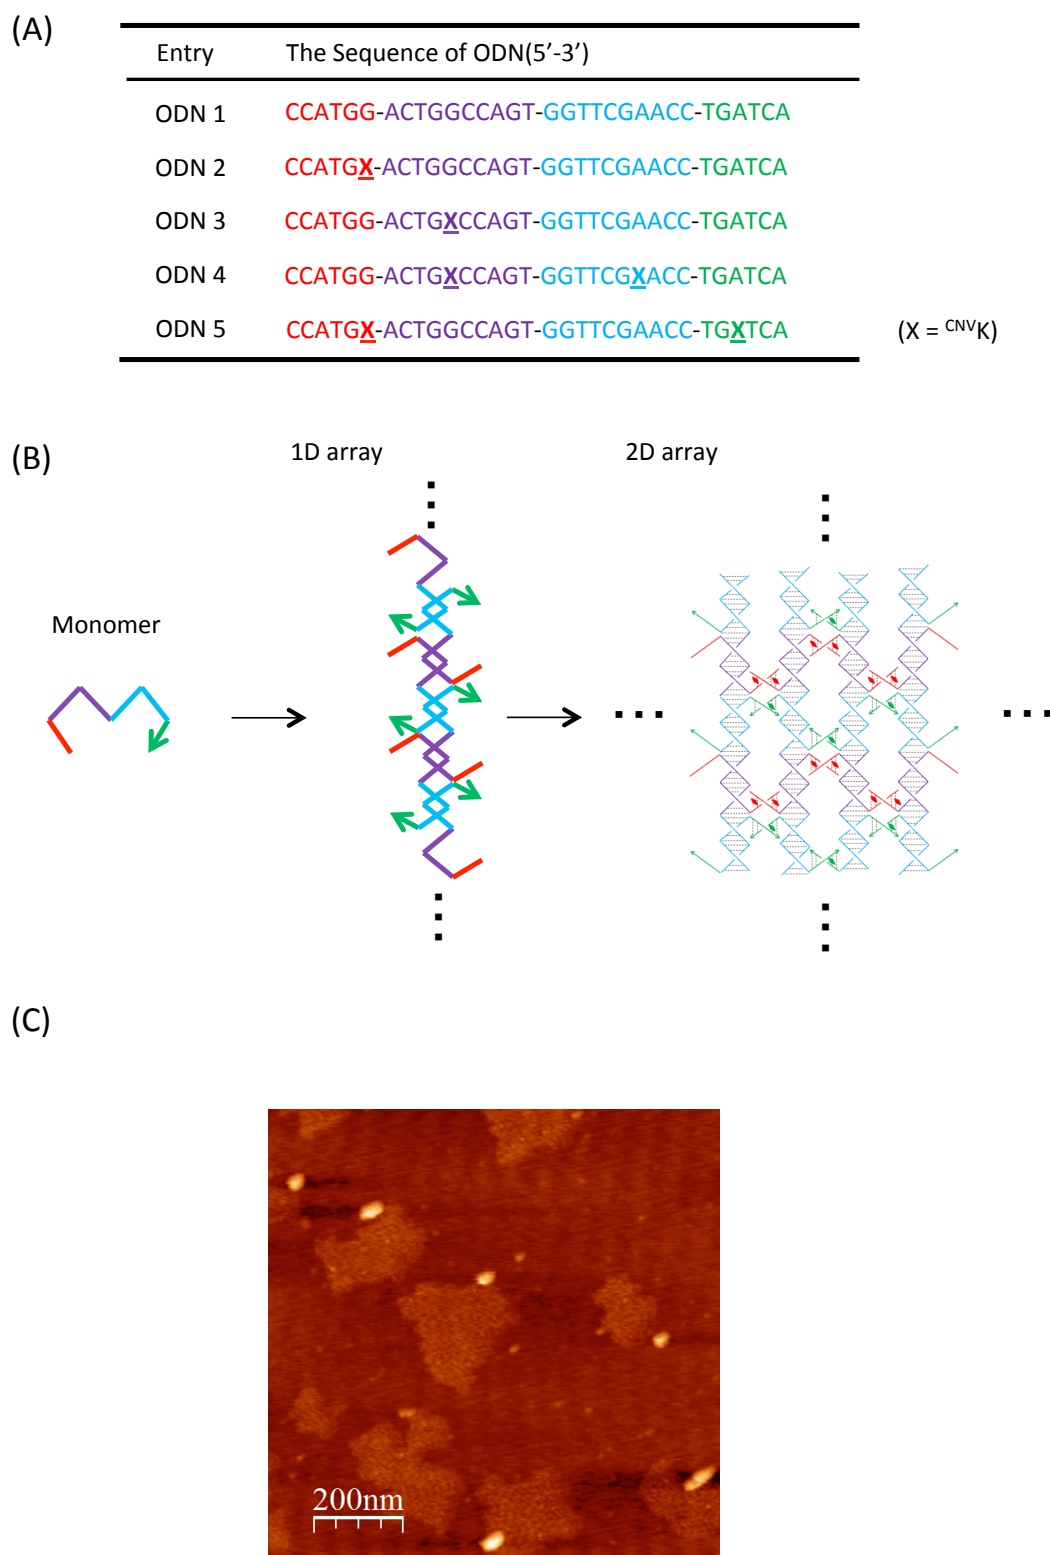 (A)
Entry The Sequence of ODN(5’-3’)
ODN 1 CCATGG-ACTGGCCAGT-GGTTCGAACC-TGATCA
ODN 2 CCATGX-ACTGGCCAGT-GGTTCGAACC-TGATCA
ODN 3 CCATGG-ACTGXCCAGT-GGTTCGAACC-TGATCA
ODN 4 CCATGG-ACTGXCCAGT-GGTTCGXACC-TGATCA
ODN 5 CCATGX-ACTGGCCAGT-GGTTCGAACC-TGXTCA (X = CNVK)
(B)
1D array 2D array
Monomer
(C)
200nm